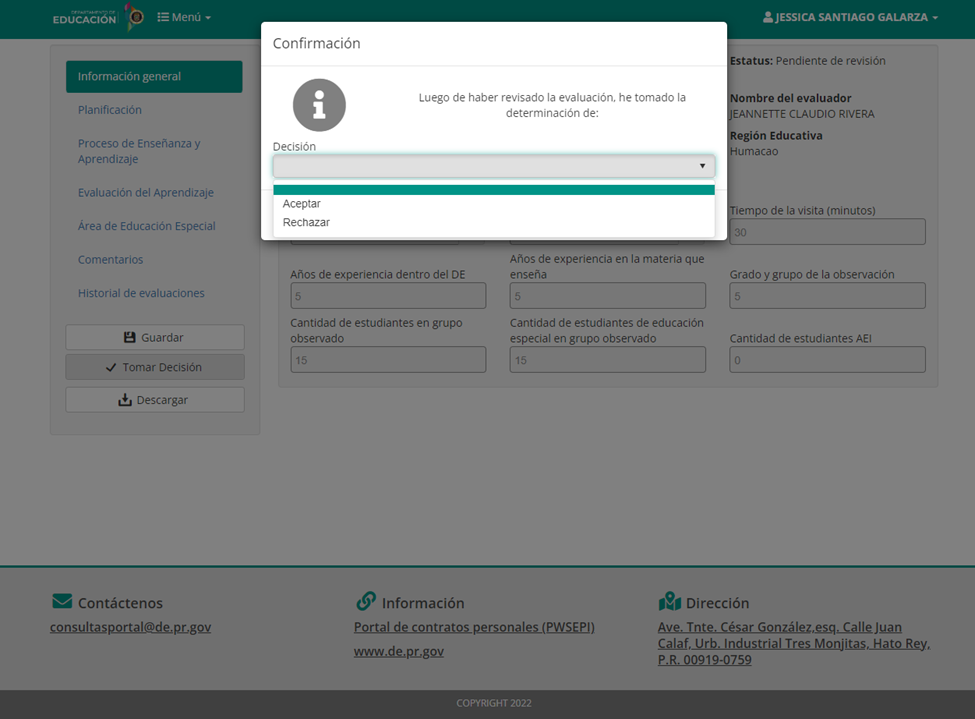 DEPARTAMENTO DE
EDUCACIÓN
Menú
JESSICA SANTIAGO GALARZA
Confirmación
Luego de haber revisado la evaluación, he tomado la
determinación de:
Decisión
Aceptar
Rechazar
Información general
Planificación
Proceso de Enseñanza y
Aprendizaje
Evaluación del Aprendizaje
Área de Educación Especial
Comentarios
Historial de evaluaciones
Guardar
Tomar Decisión
Descargar
Estatus: Pendiente de revisión
Nombre del evaluador
JEANNETTE CLAUDIO RIVERA
Región Educativa
Humacao
Tiempo de la visita (minutos)
30
Años de experiencia dentro del DE
5
Años de experiencia en la materia que
enseña
5
Grado y grupo de la observación
5
Cantidad de estudiantes en grupo
observado
15
Cantidad de estudiantes de educación
especial en grupo observado
15
Cantidad de estudiantes AEI
0
Contáctenos
consultasportal@de.pr.gov
Información
Portal de contratos personales (PWSEPI)
www.de.pr.gov
Dirección
Ave. Tnte. César González,esq. Calle Juan
Calaf, Urb. Industrial Tres Monjitas, Hato Rey,
P.R. 00919-0759
COPYRIGHT 2022